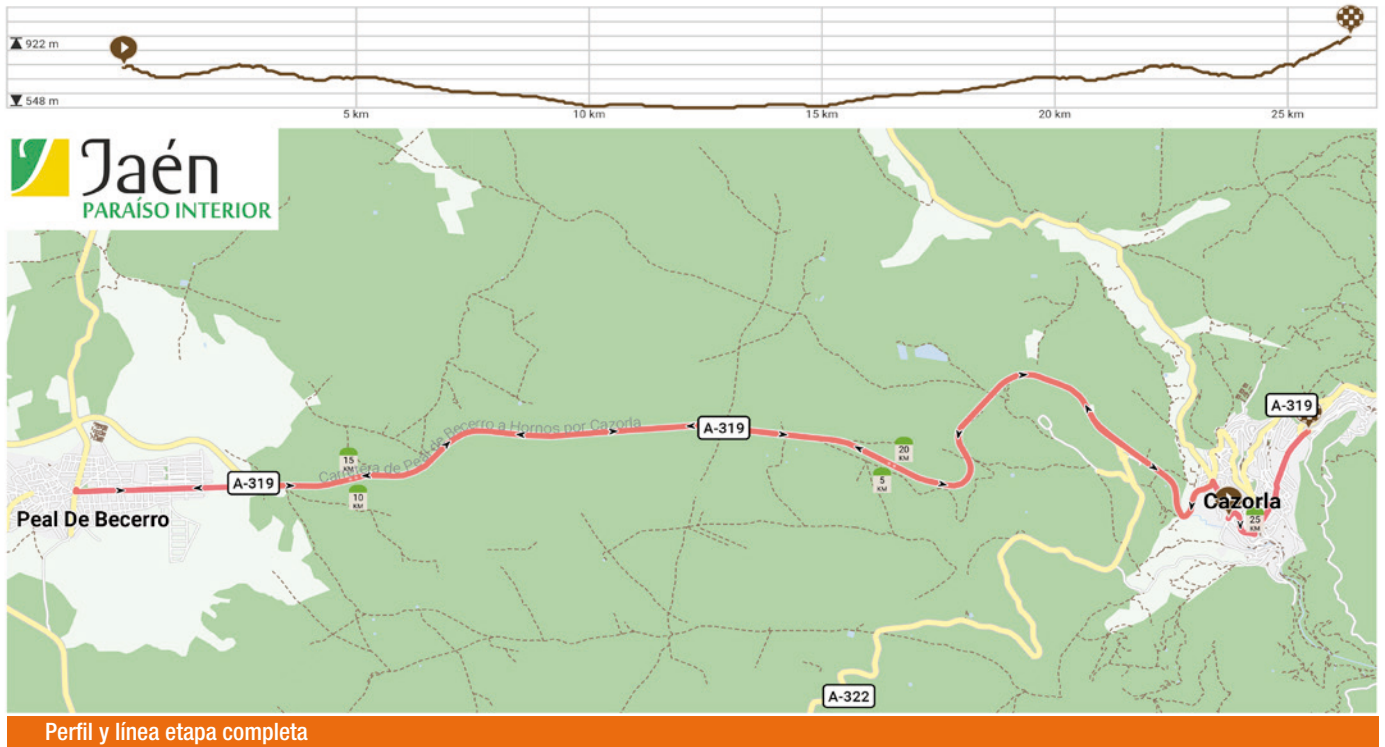 922 m
548 m
5 km
10 km
15 km
20 km
25 km
Jaén
PARAÍSO INTERIOR
Carretera de Peal de Becerro a Hornos por Cazorla
A-319
A-319
A-319
20
KM
15
KM
5
KM
10
KM
Cazorla
25
KM
Peal De Becerro
A-322
Perfil y línea etapa completa